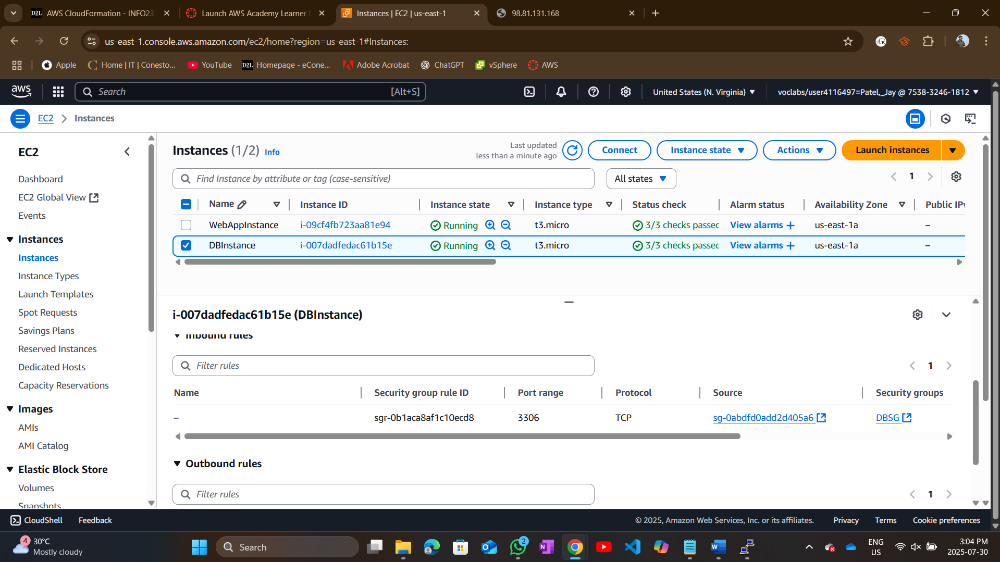 D2L AWS CloudFormation - INFO23
Launch AWS Academy Learner
Instances | EC2 | us-east-1
98.81.131.168
us-east-1.console.aws.amazon.com/ec2/home?region=us-east-1#Instances:
Apple
Home | IT | Conesto...
YouTube
D2L Homepage - eCone...
Adobe Acrobat
ChatGPT
vSphere
AWS
aws
Search
[Alt+S]
United States (N. Virginia)
voclabs/user4116497=Patel,_Jay @ 7538-3246-1812
EC2
Instances
EC2
Dashboard
EC2 Global View
Events
Instances
Instances
Instance Types
Launch Templates
Spot Requests
Savings Plans
Reserved Instances
Dedicated Hosts
Capacity Reservations
Images
AMIs
AMI Catalog
Elastic Block Store
Volumes
Snapshots
Instances (1/2) Info
Last updated
less than a minute ago
Connect
Instance state
Actions
Launch instances
Find Instance by attribute or tag (case-sensitive)
All states
1
Name Instance ID Instance state Instance type Status check Alarm status Availability Zone Public IPv
WebAppInstance i-09cf4fb723aa81e94 Running t3.micro 3/3 checks passed View alarms + us-east-1a –
DBInstance i-007dadfedac61b15e Running t3.micro 3/3 checks passed View alarms + us-east-1a –
i-007dadfedac61b15e (DBInstance)
Inbound rules
Filter rules
1
Name Security group rule ID Port range Protocol Source Security groups
– sgr-0b1aca8af1c10ecd8 3306 TCP sg-0abdfd0add2d405a6 DBSG
Outbound rules
Filter rules
1
CloudShell
Feedback
© 2025, Amazon Web Services, Inc. or its affiliates.
Privacy
Terms
Cookie preferences
4
30°C
Mostly cloudy
Search
2
ENG
US
3:04 PM
2025-07-30